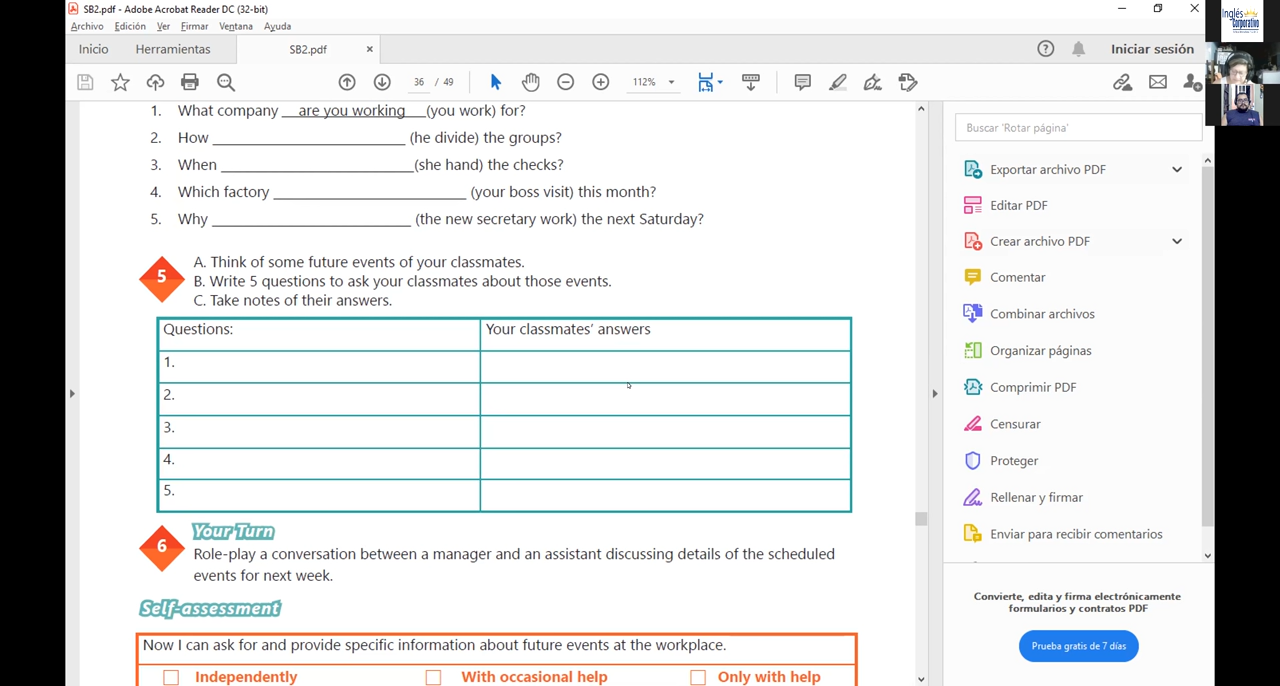 SB2.pdf - Adobe Acrobat Reader DC (32-bit)
Archivo Edición Ver Firmar Ventana Ayuda
Inicio Herramientas SB2.pdf × Iniciar sesión
36 / 49 112%
1. What company __are you working___(you work) for?
2. How ________________________ (he divide) the groups?
3. When ________________________(she hand) the checks?
4. Which factory ________________________ (your boss visit) this month?
5. Why _________________________ (the new secretary work) the next Saturday?
5
A. Think of some future events of your classmates.
B. Write 5 questions to ask your classmates about those events.
C. Take notes of their answers.
Questions: Your classmates’ answers
1.
2.
3.
4.
5.
Your Turn
6
Role-play a conversation between a manager and an assistant discussing details of the scheduled
events for next week.
Self-assessment
Now I can ask for and provide specific information about future events at the workplace.
Independently With occasional help Only with help
Buscar 'Rotar página'
Exportar archivo PDF
Editar PDF
Crear archivo PDF
Comentar
Combinar archivos
Organizar páginas
Comprimir PDF
Censurar
Proteger
Rellenar y firmar
Enviar para recibir comentarios
Convierte, edita y firma electrónicamente
formularios y contratos PDF
Prueba gratis de 7 días
Inglés
Corporativo